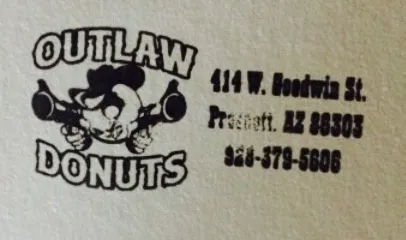 OUTLAW
DONUTS
414 W. Goodwin St.
Prescott, AZ 86303
928-379-5606